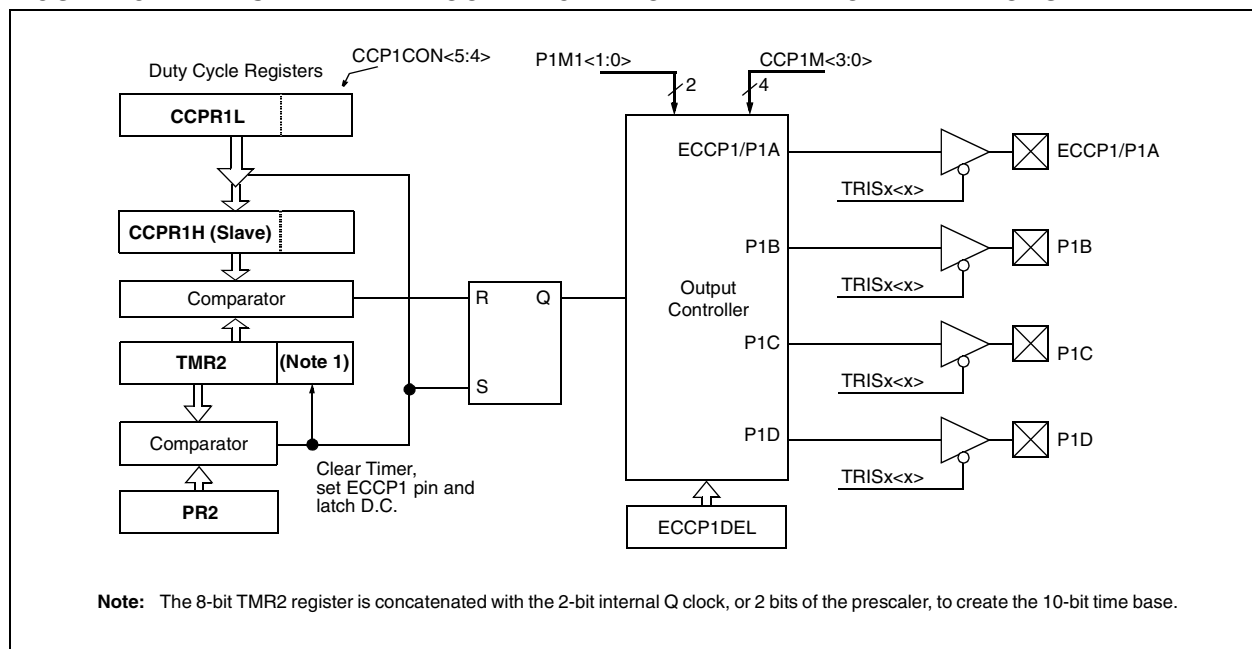 CCP1CON<5:4>
Duty Cycle Registers
CCPR1L
CCPR1H (Slave)
Comparator
TMR2
(Note 1)
Comparator
PR2
Clear Timer,
set ECCP1 pin and
latch D.C.
R
Q
S
P1M1<1:0>
2
CCP1M<3:0>
4
Output
Controller
ECCP1/P1A
P1B
P1C
P1D
ECCP1DEL
TRISx<x>
ECCP1/P1A
TRISx<x>
P1B
TRISx<x>
P1C
TRISx<x>
P1D
Note: The 8-bit TMR2 register is concatenated with the 2-bit internal Q clock, or 2 bits of the prescaler, to create the 10-bit time base.